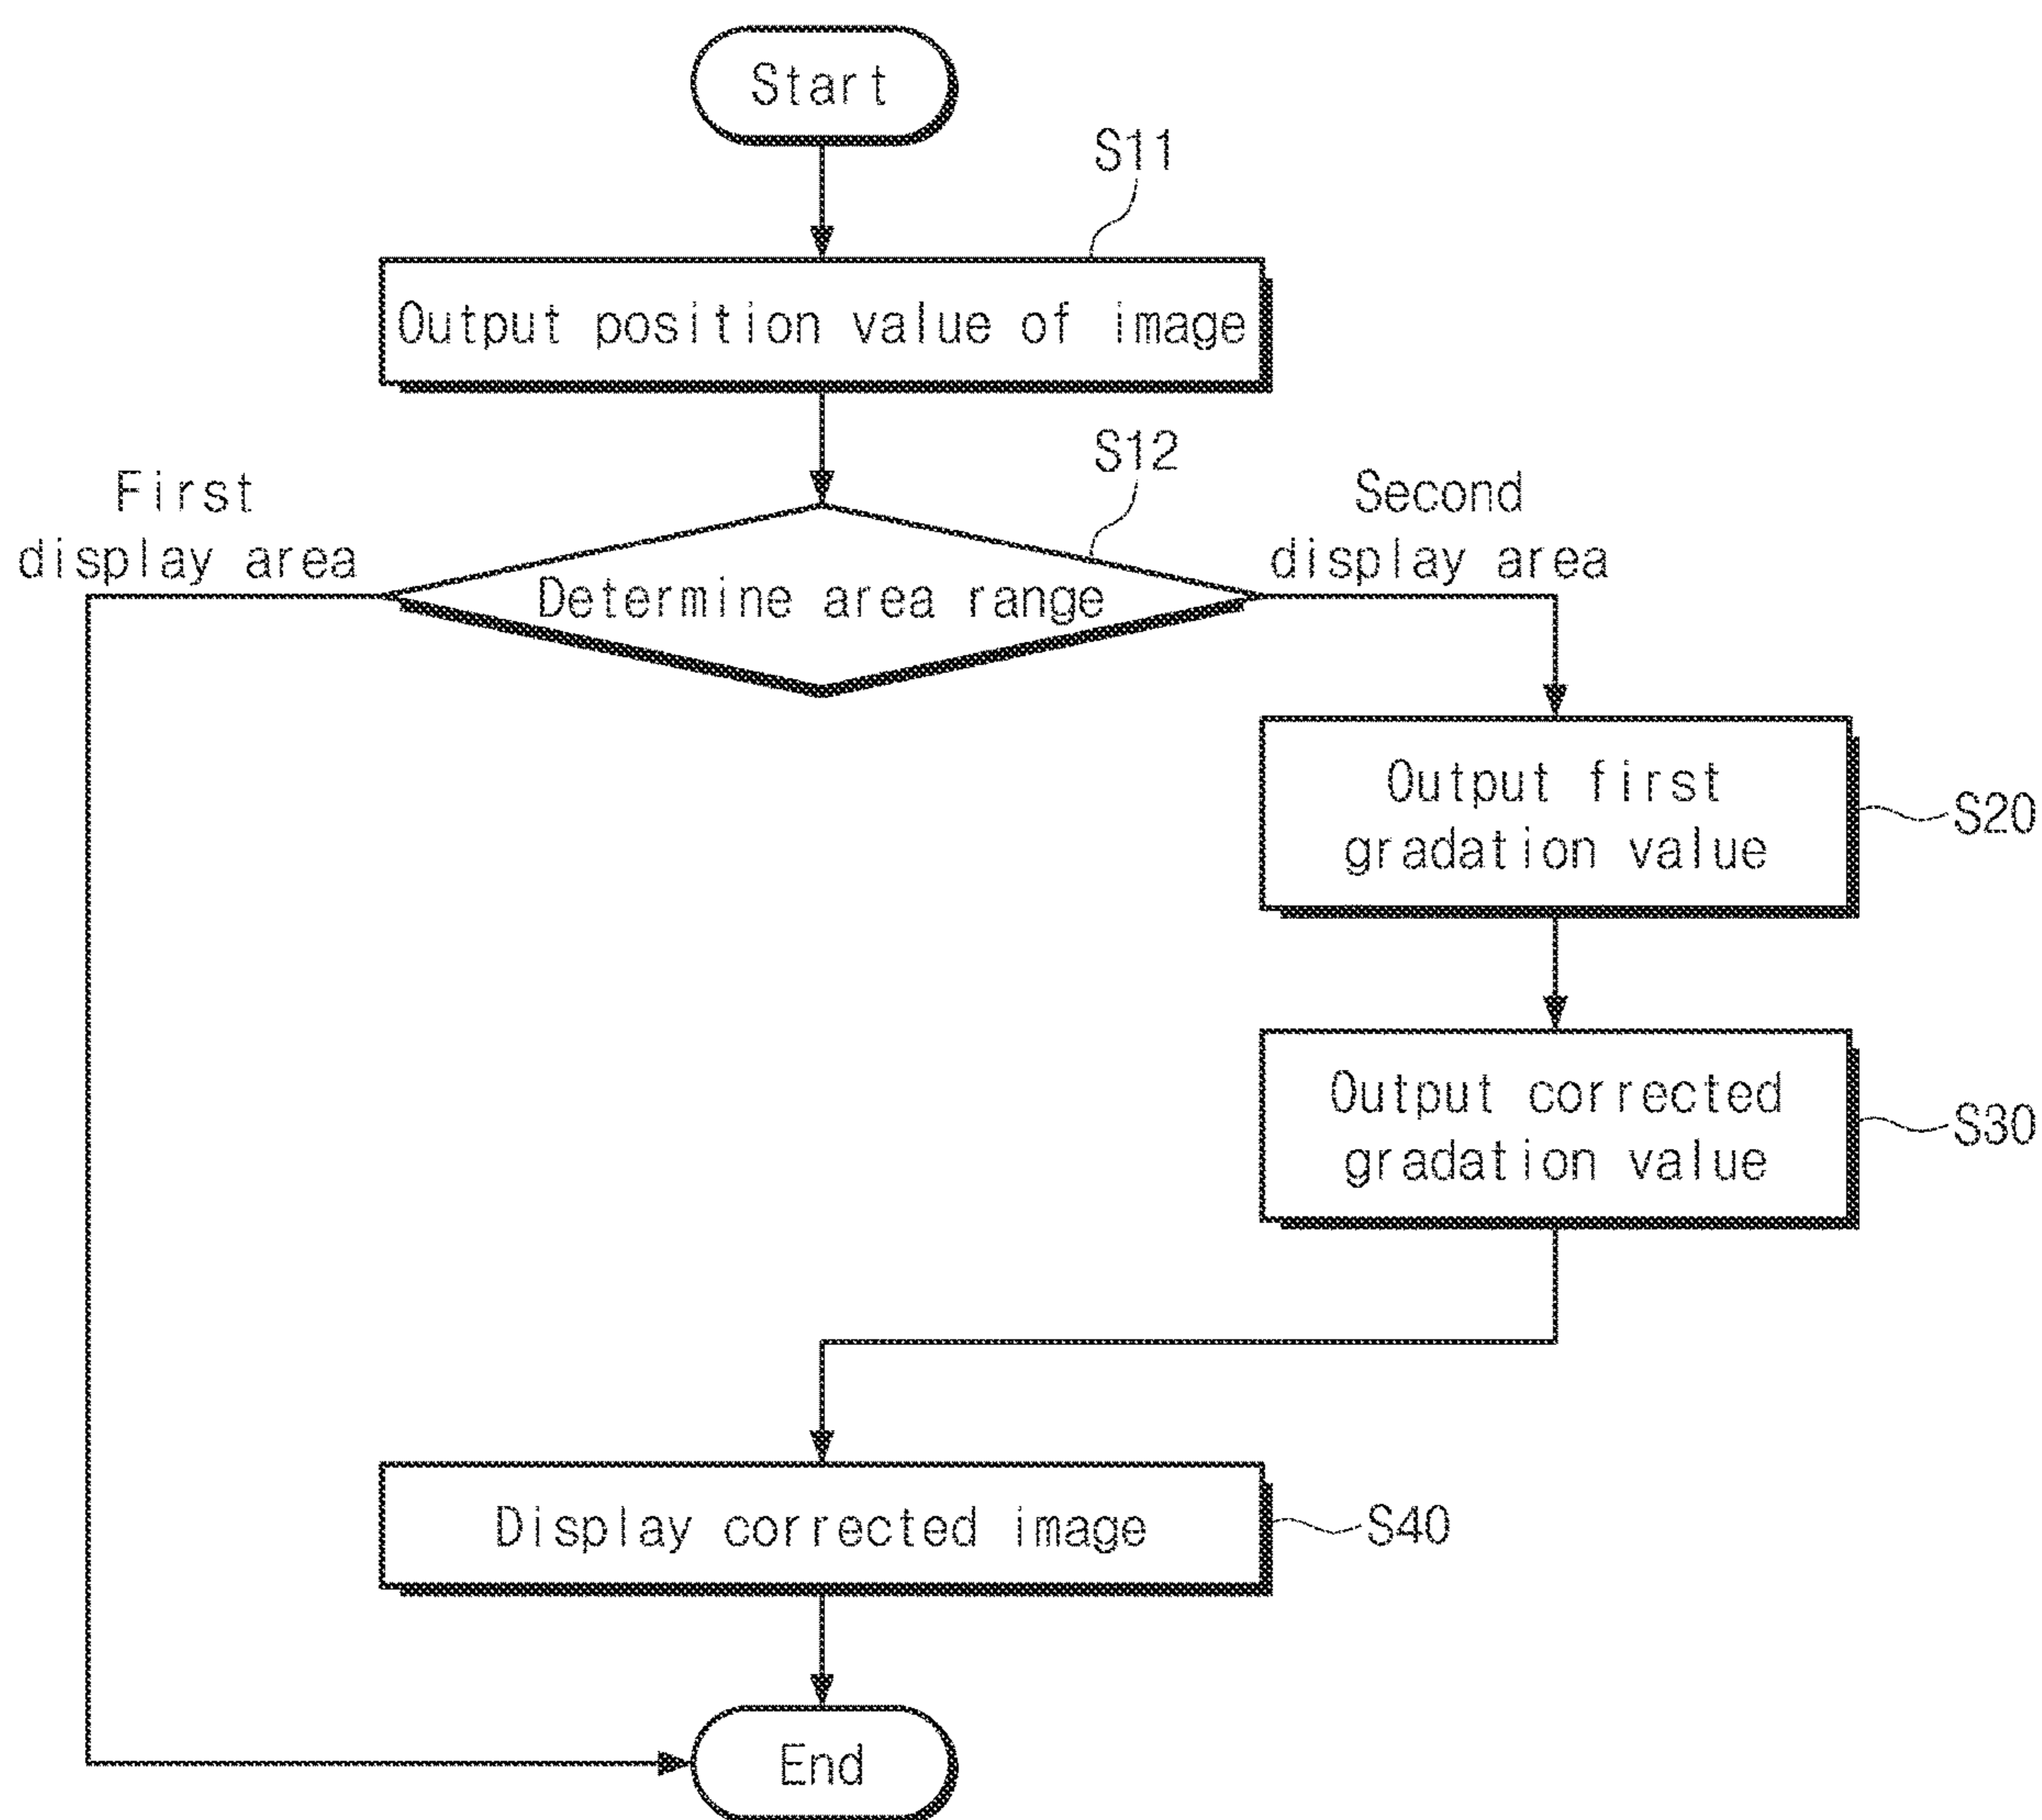 Start
S11
Output position value of image
S12
First
display area
Second
display area
Determine area range
Output first
gradation value
S20
Output corrected
gradation value
S30
Display corrected image
S40
End